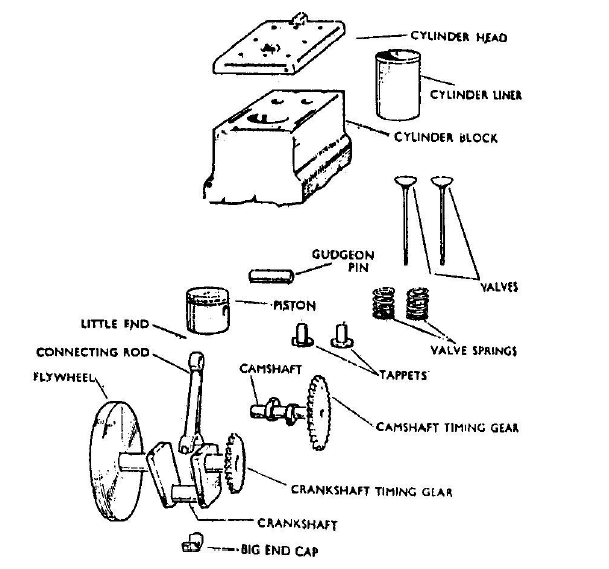 CYLINDER HEAD
CYLINDER LINER
CYLINDER BLOCK
GUDGEON
PIN
VALVES
PISTON
LITTLE END
VALVE SPRINGS
CONNECTING ROD
CAMSHAFT
TAPPETS
FLYWHEEL
CAMSHAFT TIMING GEAR
CRANKSHAFT TIMING GEAR
CRANKSHAFT
BIG END CAP